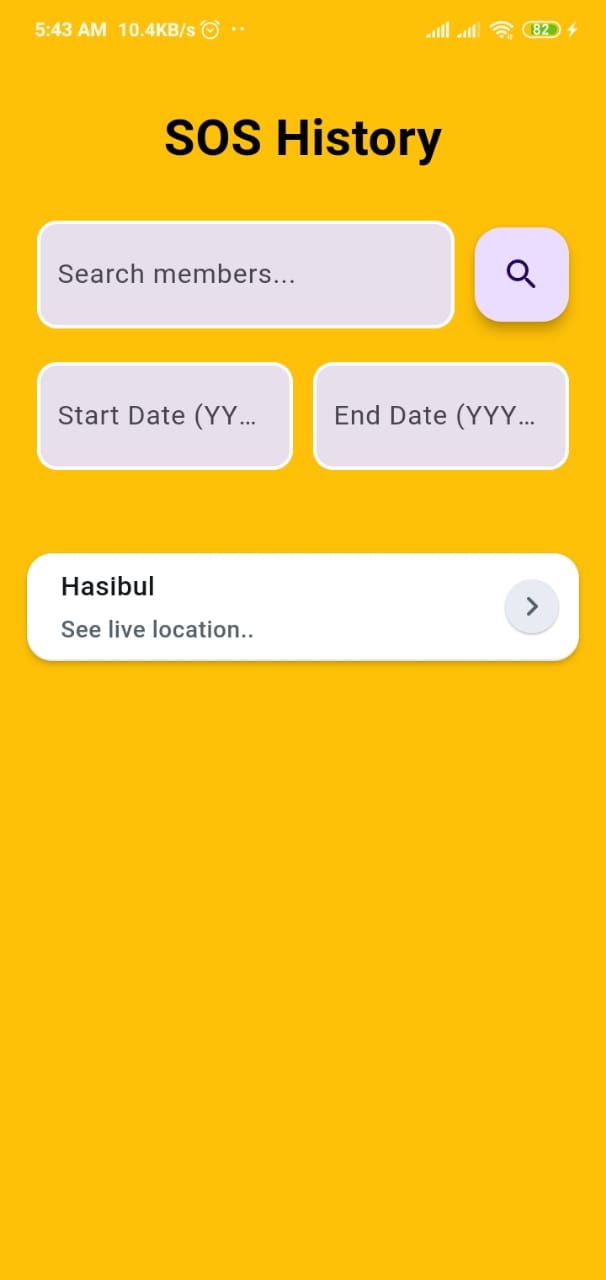 5:43 AM 10.4KB/s 82
SOS History
Search members...
Start Date (YY... End Date (YYY...
Hasibul
See live location..